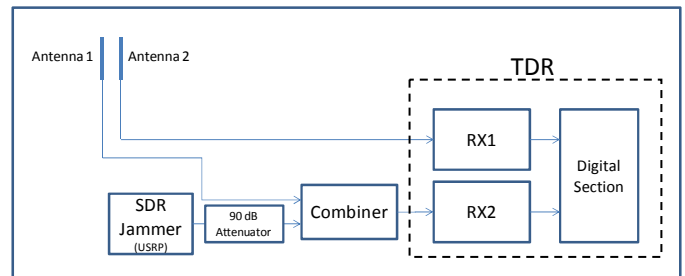 Antenna 1
Antenna 2
TDR
RX1
Digital
Section
SDR
Jammer
(USRP)
90 dB
Attenuator
Combiner
RX2